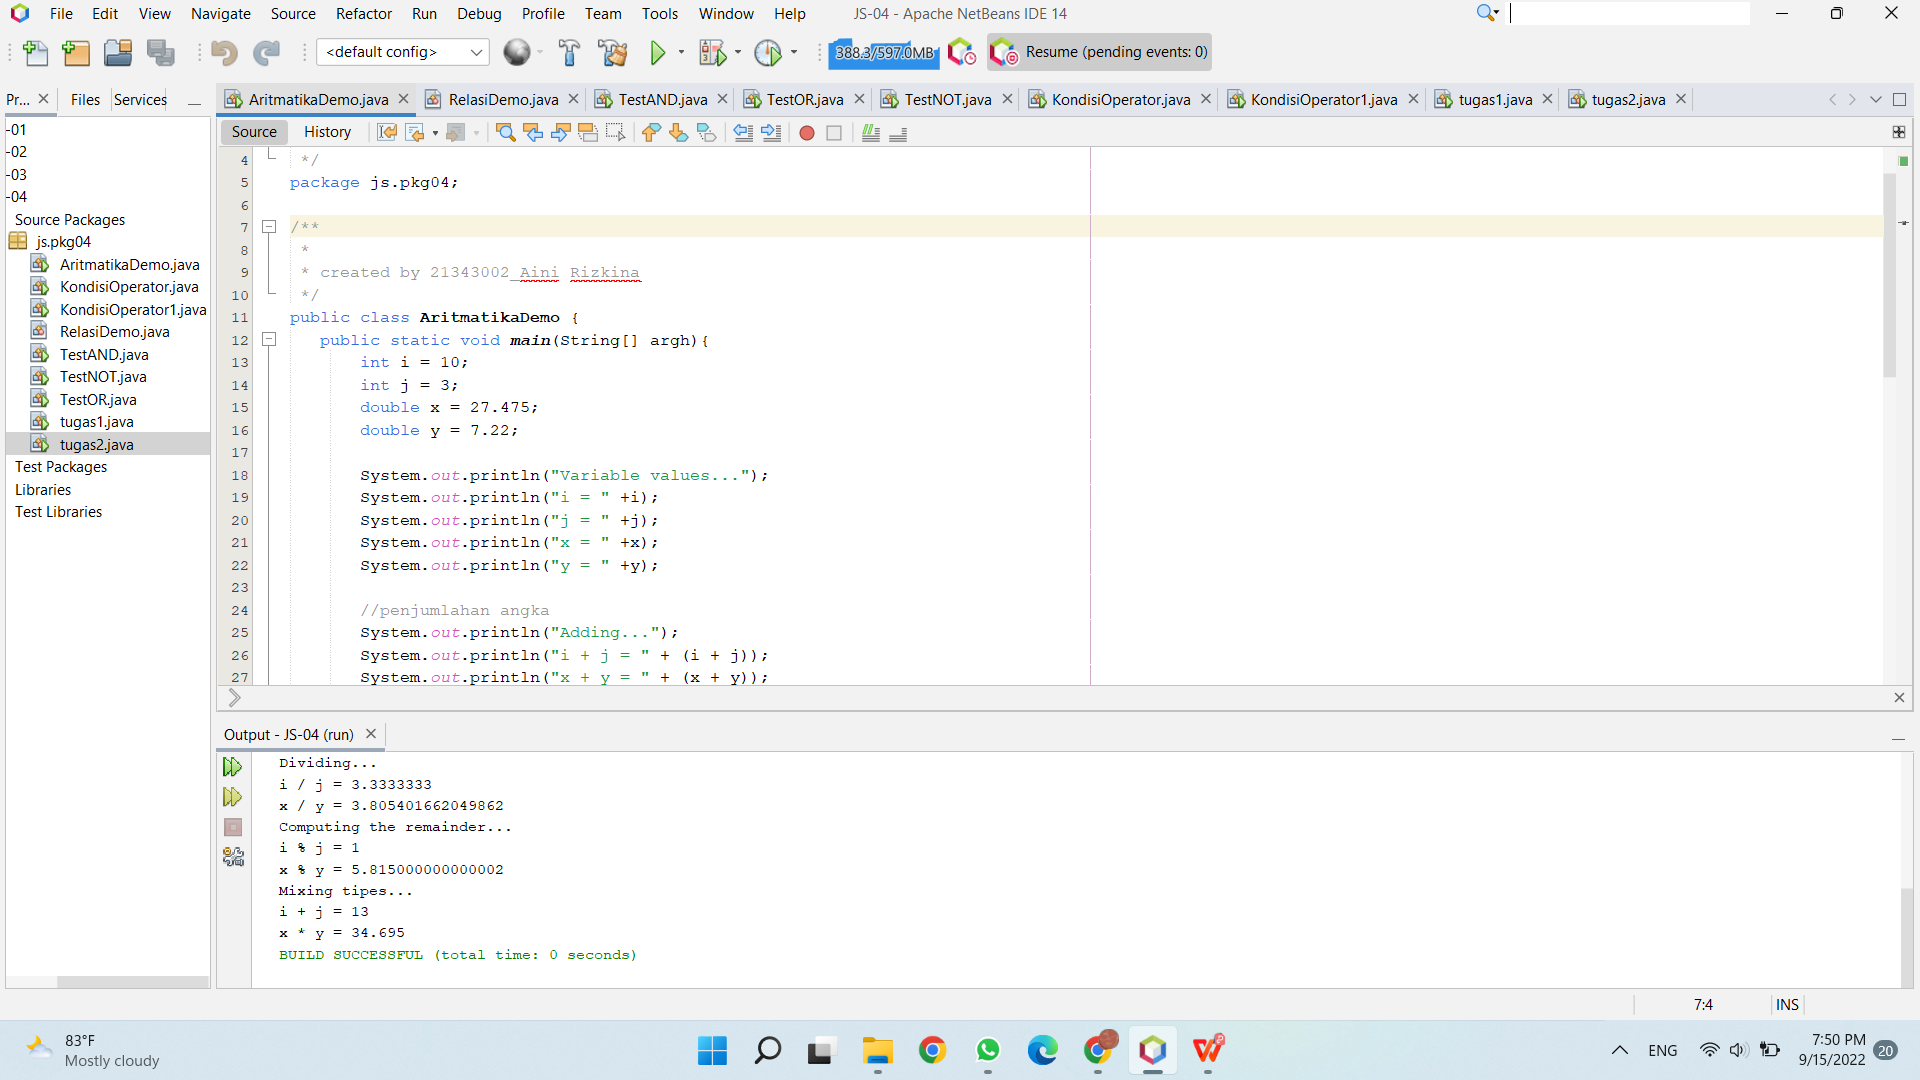 File Edit View Navigate Source Refactor Run Debug Profile Team Tools Window Help JS-04 - Apache NetBeans IDE 14
<default config> 388.3/597.0MB Resume (pending events: 0)
Pr... Files Services
AritmatikaDemo.java RelasiDemo.java TestAND.java TestOR.java TestNOT.java KondisiOperator.java KondisiOperator1.java tugas1.java tugas2.java
Source History
-01
-02
-03
-04
Source Packages
js.pkg04
AritmatikaDemo.java
KondisiOperator.java
KondisiOperator1.java
RelasiDemo.java
TestAND.java
TestNOT.java
TestOR.java
tugas1.java
tugas2.java
Test Packages
Libraries
Test Libraries
4 */
5 package js.pkg04;
6
7 /**
8 *
9 * created by 21343002_Aini Rizkina
10 */
11 public class AritmatikaDemo {
12 public static void main(String[] argh){
13 int i = 10;
14 int j = 3;
15 double x = 27.475;
16 double y = 7.22;
17
18 System.out.println("Variable values...");
19 System.out.println("i = " +i);
20 System.out.println("j = " +j);
21 System.out.println("x = " +x);
22 System.out.println("y = " +y);
23
24 //penjumlahan angka
25 System.out.println("Adding...");
26 System.out.println("i + j = " + (i + j));
27 System.out.println("x + y = " + (x + y));
Output - JS-04 (run)
Dividing...
i / j = 3.3333333
x / y = 3.805401662049862
Computing the remainder...
i % j = 1
x % y = 5.815000000000002
Mixing tipes...
i + j = 13
x * y = 34.695
BUILD SUCCESSFUL (total time: 0 seconds)
7:4 INS
83°F
Mostly cloudy
ENG
7:50 PM
9/15/2022
20